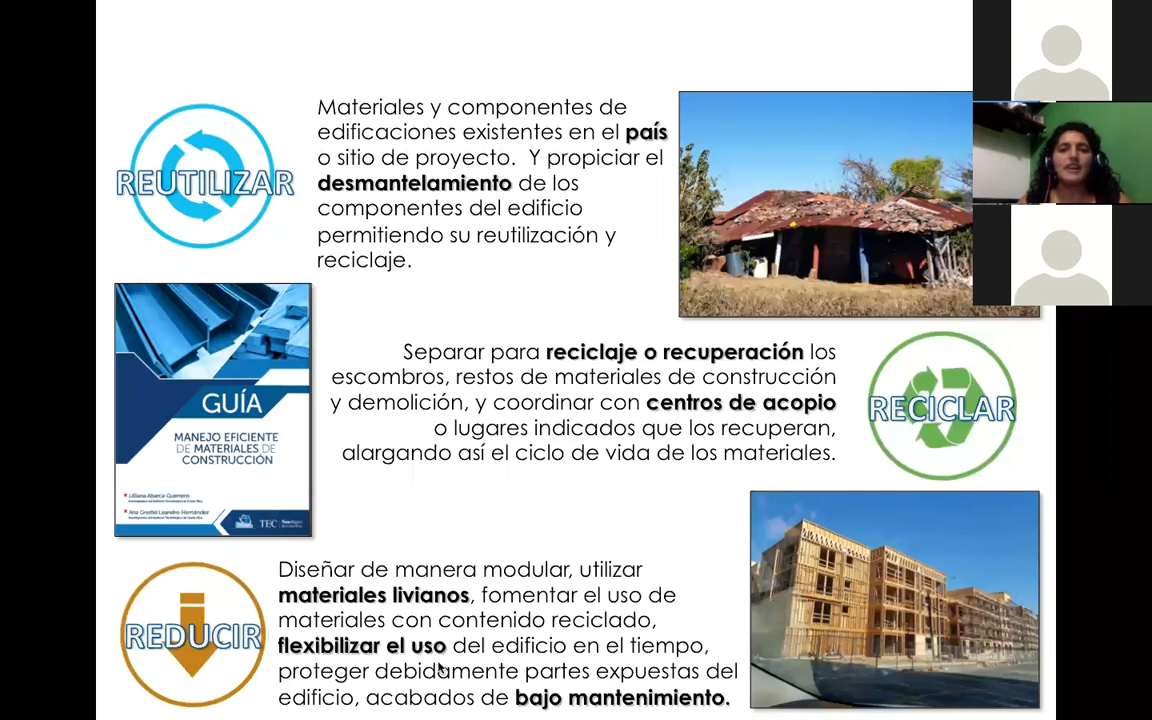 REUTILIZAR
Materiales y componentes de
edificaciones existentes en el país
o sitio de proyecto. Y propiciar el
desmantelamiento de los
componentes del edificio
permitiendo su reutilización y
reciclaje.
GUÍA
MANEJO EFICIENTE
DE MATERIALES DE
CONSTRUCCIÓN
Lilliana Abarca Guerrero
Ana Grettel Leandro Hernández
TEC
Separar para reciclaje o recuperación los
escombros, restos de materiales de construcción
y demolición, y coordinar con centros de acopio
o lugares indicados que los recuperan,
alargando así el ciclo de vida de los materiales.
RECICLAR
REDUCIR
Diseñar de manera modular, utilizar
materiales livianos, fomentar el uso de
materiales con contenido reciclado,
flexibilizar el uso del edificio en el tiempo,
proteger debidamente partes expuestas del
edificio, acabados de bajo mantenimiento.